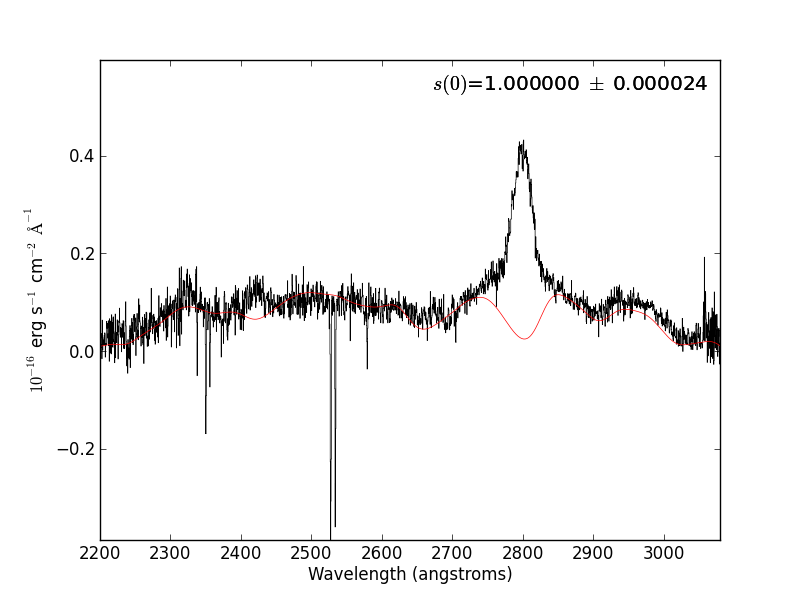 s(0)=1.000000 ± 0.000024
0.4
0.2
0.0
−0.2
10⁻¹⁶ erg s⁻¹ cm⁻² Å⁻¹
2200 2300 2400 2500 2600 2700 2800 2900 3000
Wavelength (angstroms)